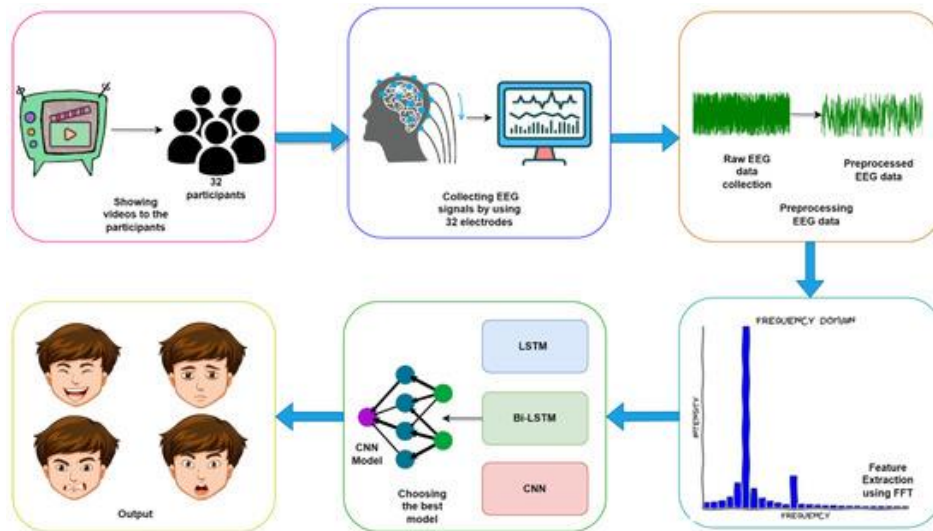 32
participants
Showing
videos to the
participants
Collecting EEG
signals by using
32 electrodes
Raw EEG
data
collection
Preprocessed
EEG data
Preprocessing
EEG data
Output
CNN
Model
Choosing
the best
model
LSTM
Bi-LSTM
CNN
FREQUENCY DOMAIN
INTENSITY
FREQUENCY
Feature
Extraction
using FFT